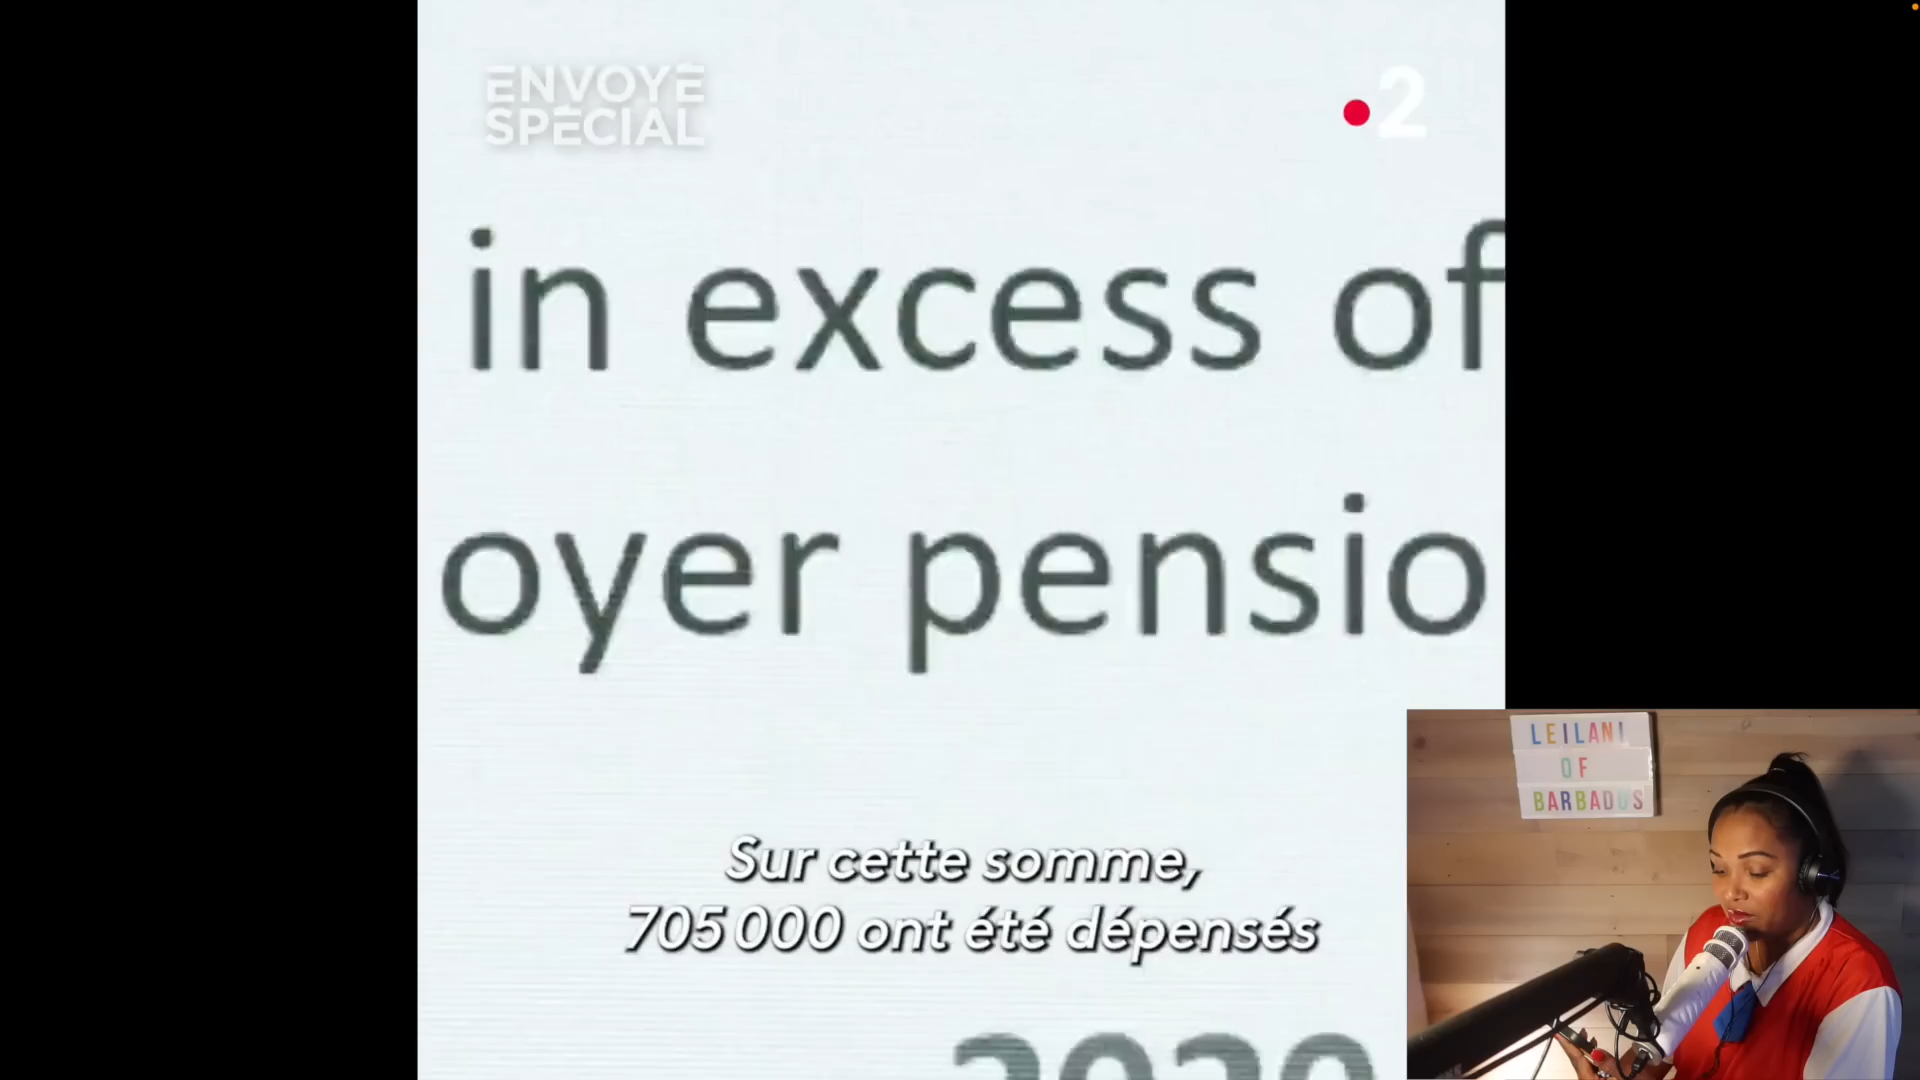 ENVOYÉ
SPÉCIAL
2
in excess of
oyer pensio
Sur cette somme,
705 000 ont été dépensés
2020
LEILANI
OF
BARBADOS